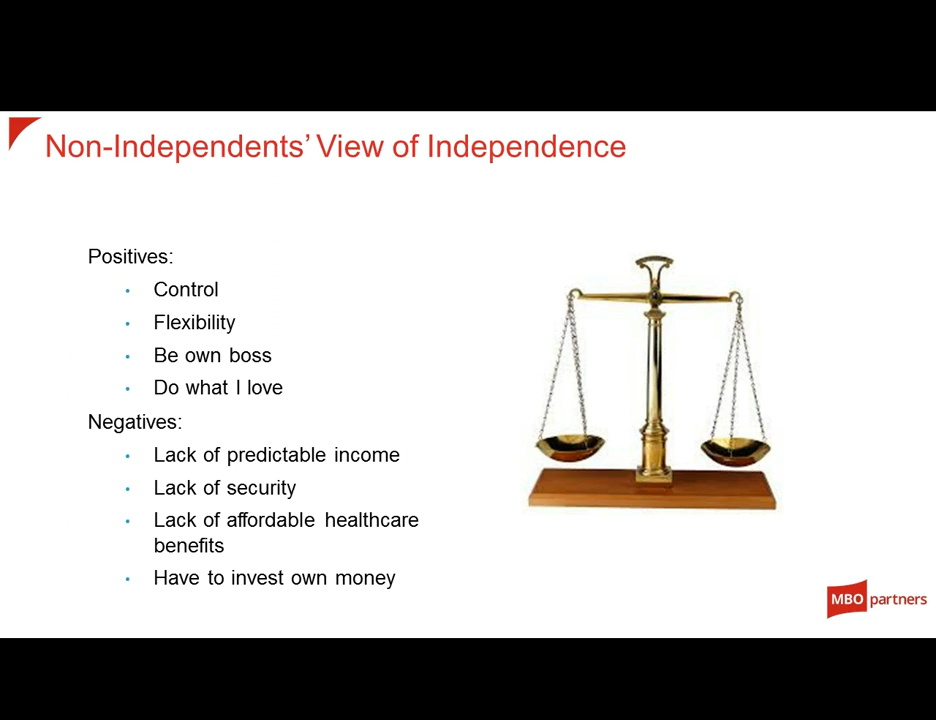 Non-Independents' View of Independence
Positives:
• Control
• Flexibility
• Be own boss
• Do what I love
Negatives:
• Lack of predictable income
• Lack of security
• Lack of affordable healthcare
benefits
• Have to invest own money
MBO partners